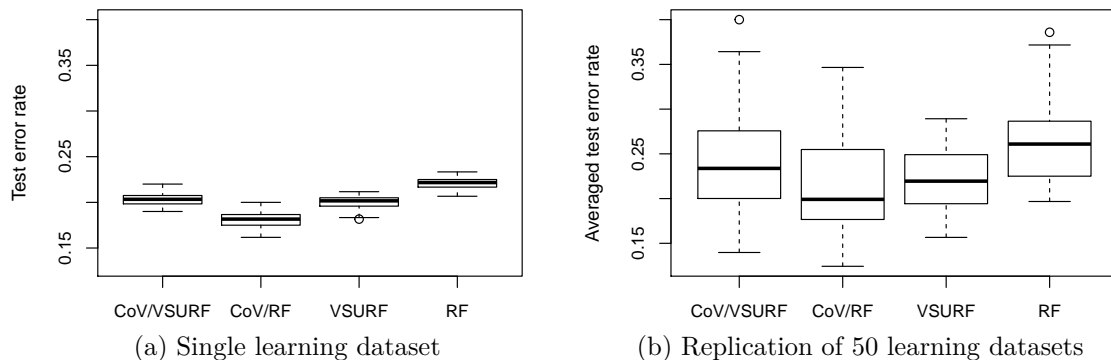 Test error rate
0.15
0.25
0.35
CoV/VSURF CoV/RF VSURF RF
(a) Single learning dataset
Averaged test error rate
0.15
0.25
0.35
CoV/VSURF CoV/RF VSURF RF
(b) Replication of 50 learning datasets